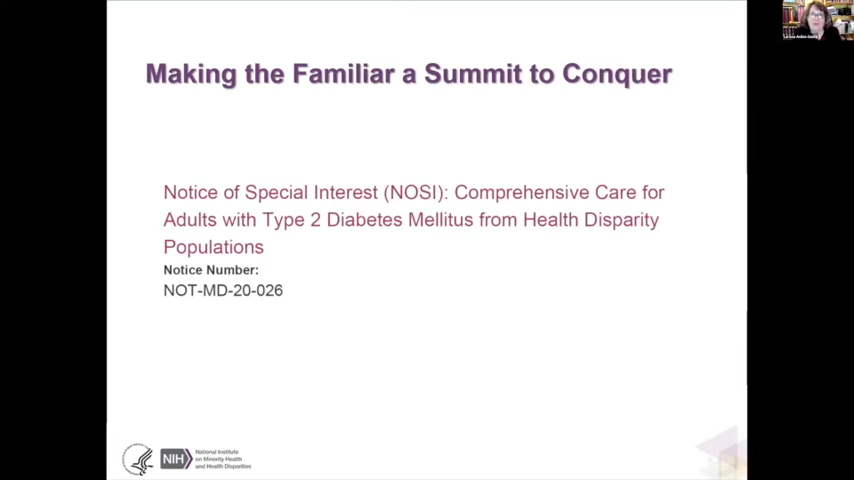 Making the Familiar a Summit to Conquer
Notice of Special Interest (NOSI): Comprehensive Care for
Adults with Type 2 Diabetes Mellitus from Health Disparity
Populations
Notice Number:
NOT-MD-20-026
NIH
National Institute
on Minority Health
and Health Disparities